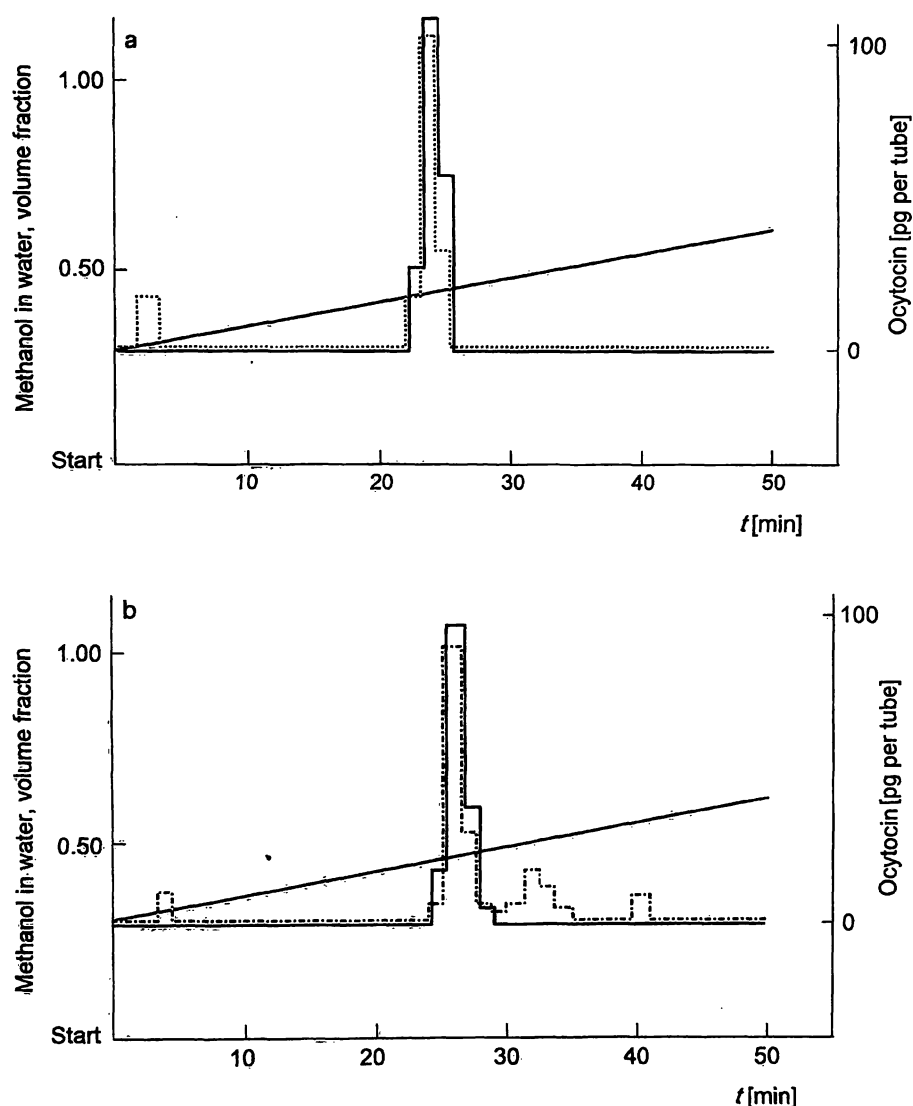 a
Methanol in water, volume fraction
1.00
0.50
Start
10
20
30
40
50
t [min]
100
0
Ocytocin [pg per tube]
b
Methanol in water, volume fraction
1.00
0.50
Start
10
20
30
40
50
t [min]
100
0
Ocytocin [pg per tube]